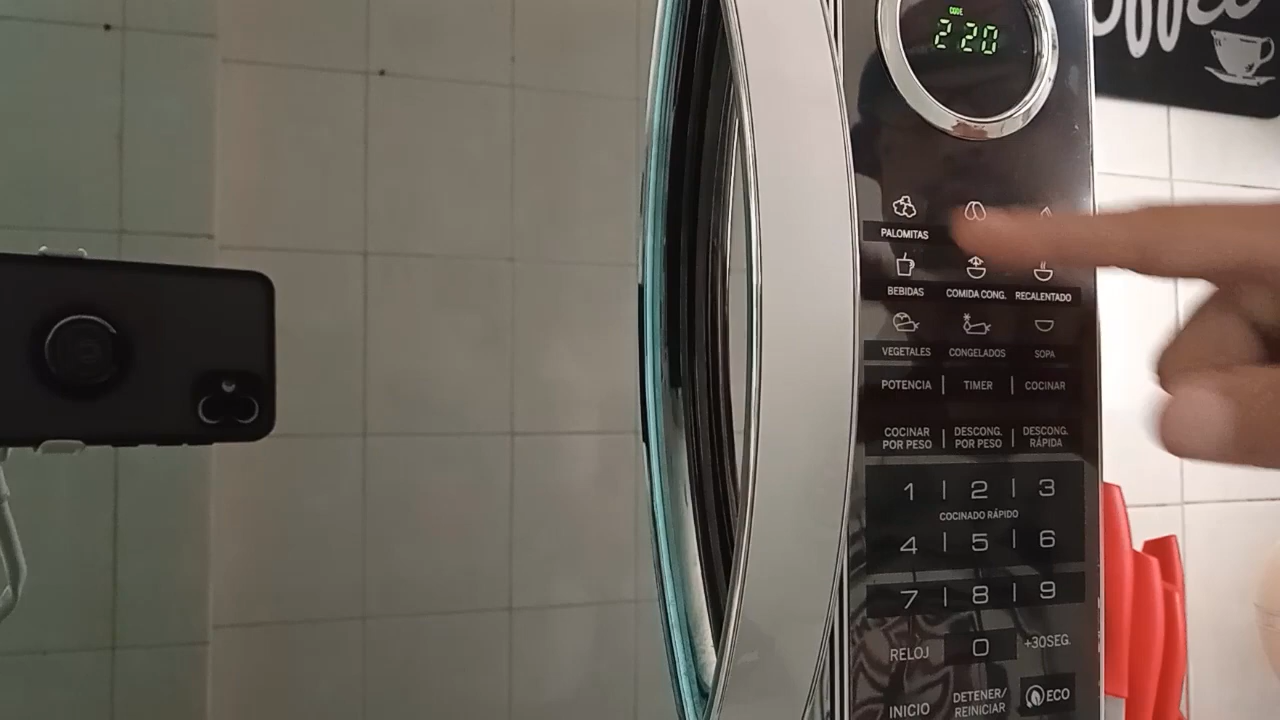 CODE
2 20
Coffee
PALOMITAS
BEBIDAS
COMIDA CONG.
RECALENTADO
VEGETALES
CONGELADOS
SOPA
POTENCIA | TIMER | COCINAR
COCINAR
POR PESO
DESCONG.
POR PESO
DESCONG.
RÁPIDA
1 | 2 | 3
COCINADO RÁPIDO
4 | 5 | 6
7 | 8 | 9
RELOJ
0
+30SEG.
INICIO
DETENER/
REINICIAR
ECO